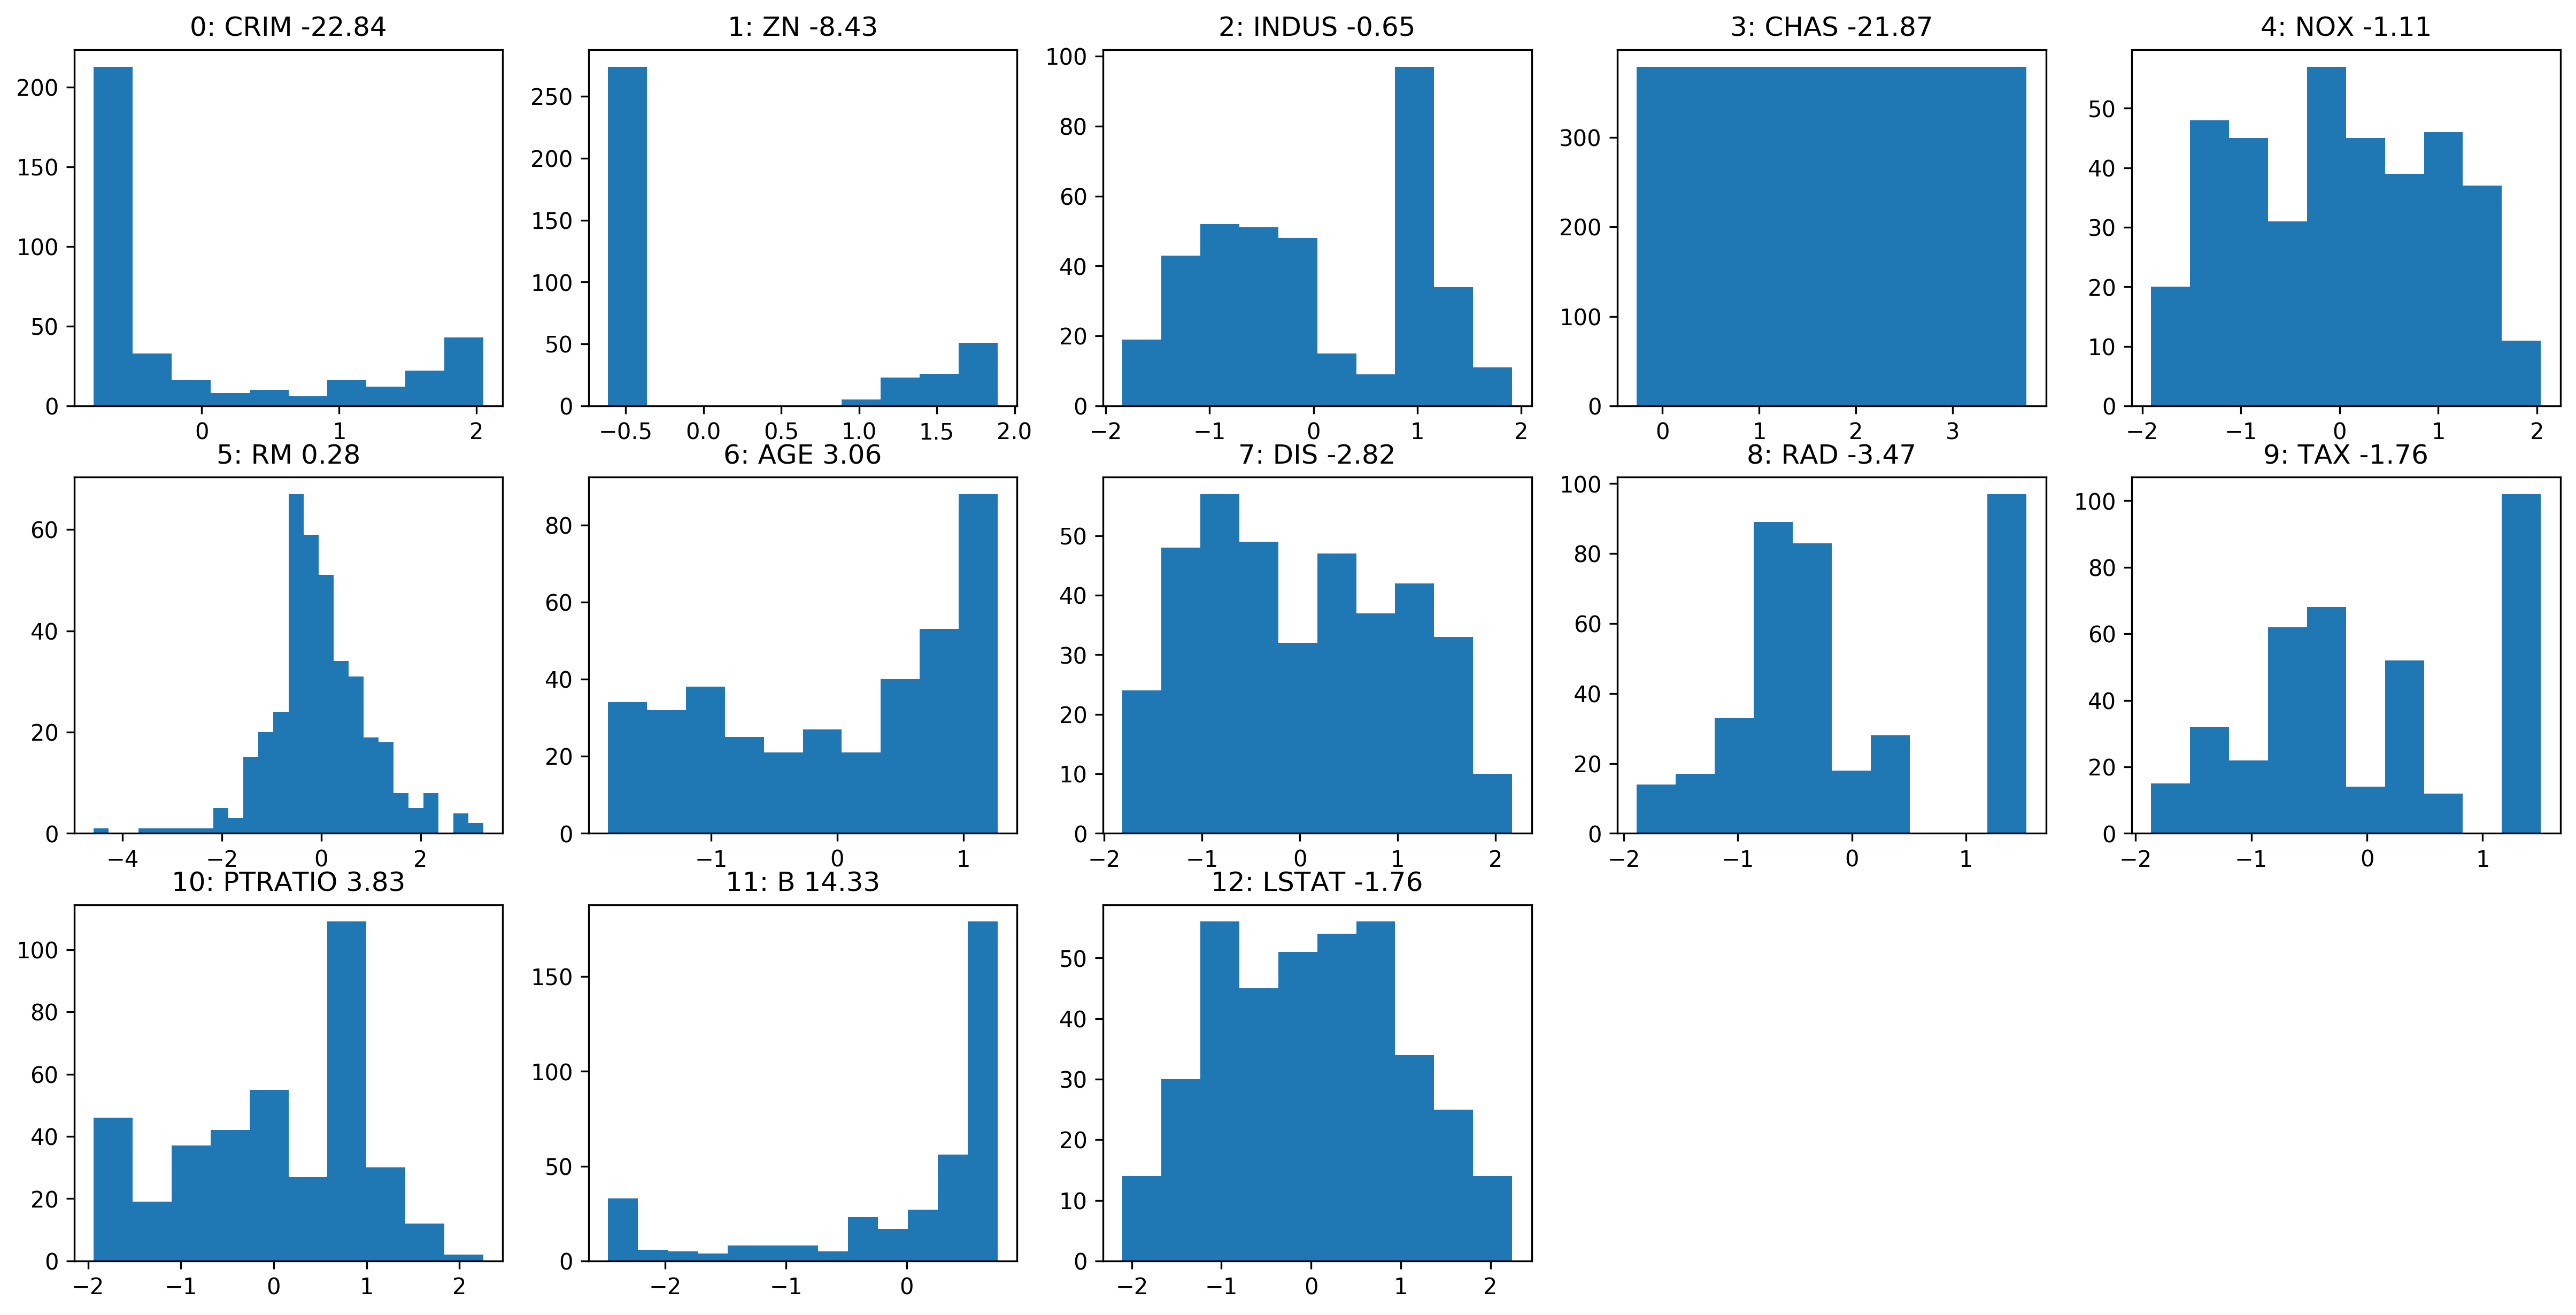 0: CRIM -22.84
200
150
100
50
0
0 1 2
1: ZN -8.43
250
200
150
100
50
0
−0.5 0.0 0.5 1.0 1.5 2.0
2: INDUS -0.65
100
80
60
40
20
0
−2 −1 0 1 2
3: CHAS -21.87
300
200
100
0
0 1 2 3
4: NOX -1.11
50
40
30
20
10
0
−2 −1 0 1 2
5: RM 0.28
60
40
20
0
−4 −2 0 2
6: AGE 3.06
80
60
40
20
0
−1 0 1
7: DIS -2.82
50
40
30
20
10
0
−2 −1 0 1 2
8: RAD -3.47
100
80
60
40
20
0
−2 −1 0 1
9: TAX -1.76
100
80
60
40
20
0
−2 −1 0 1
10: PTRATIO 3.83
100
80
60
40
20
0
−2 −1 0 1 2
11: B 14.33
150
100
50
0
−2 −1 0
12: LSTAT -1.76
50
40
30
20
10
0
−2 −1 0 1 2